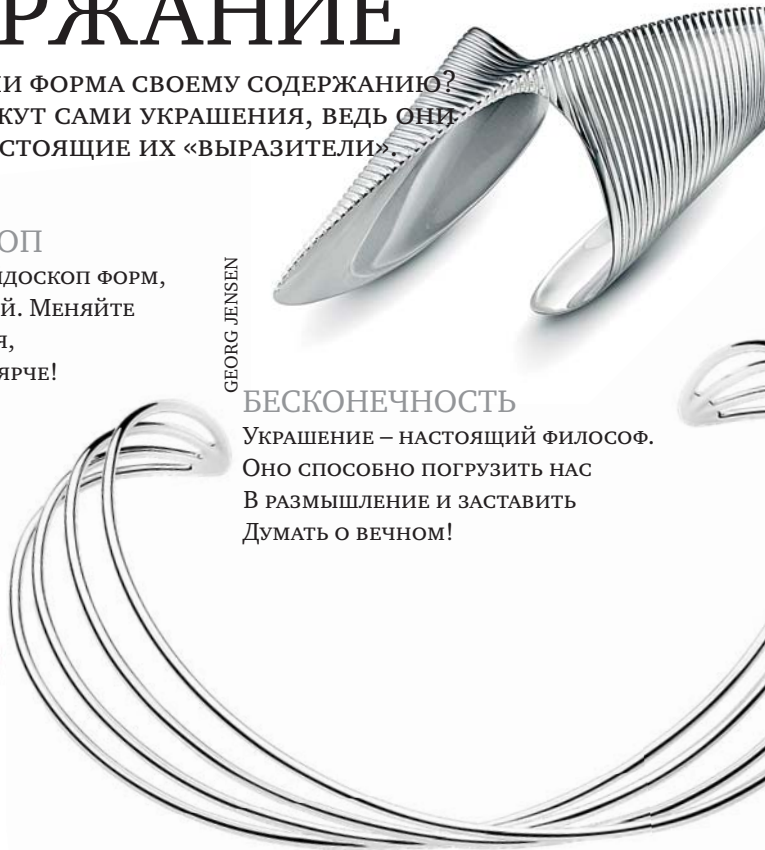 РЖАНИЕ
И ФОРМА СВОЕМУ СОДЕРЖАНИЮ?
КУТ САМИ УКРАШЕНИЯ, ВЕДЬ ОНИ
СТОЯЩИЕ ИХ «ВЫРАЗИТЕЛИ».
ОП
ДОСКОП ФОРМ,
Й. МЕНЯЙТЕ
Я,
ЯРЧЕ!
GEORG JENSEN
БЕСКОНЕЧНОСТЬ
УКРАШЕНИЕ – НАСТОЯЩИЙ ФИЛОСОФ.
ОНО СПОСОБНО ПОГРУЗИТЬ НАС
В РАЗМЫШЛЕНИЕ И ЗАСТАВИТЬ
ДУМАТЬ О ВЕЧНОМ!